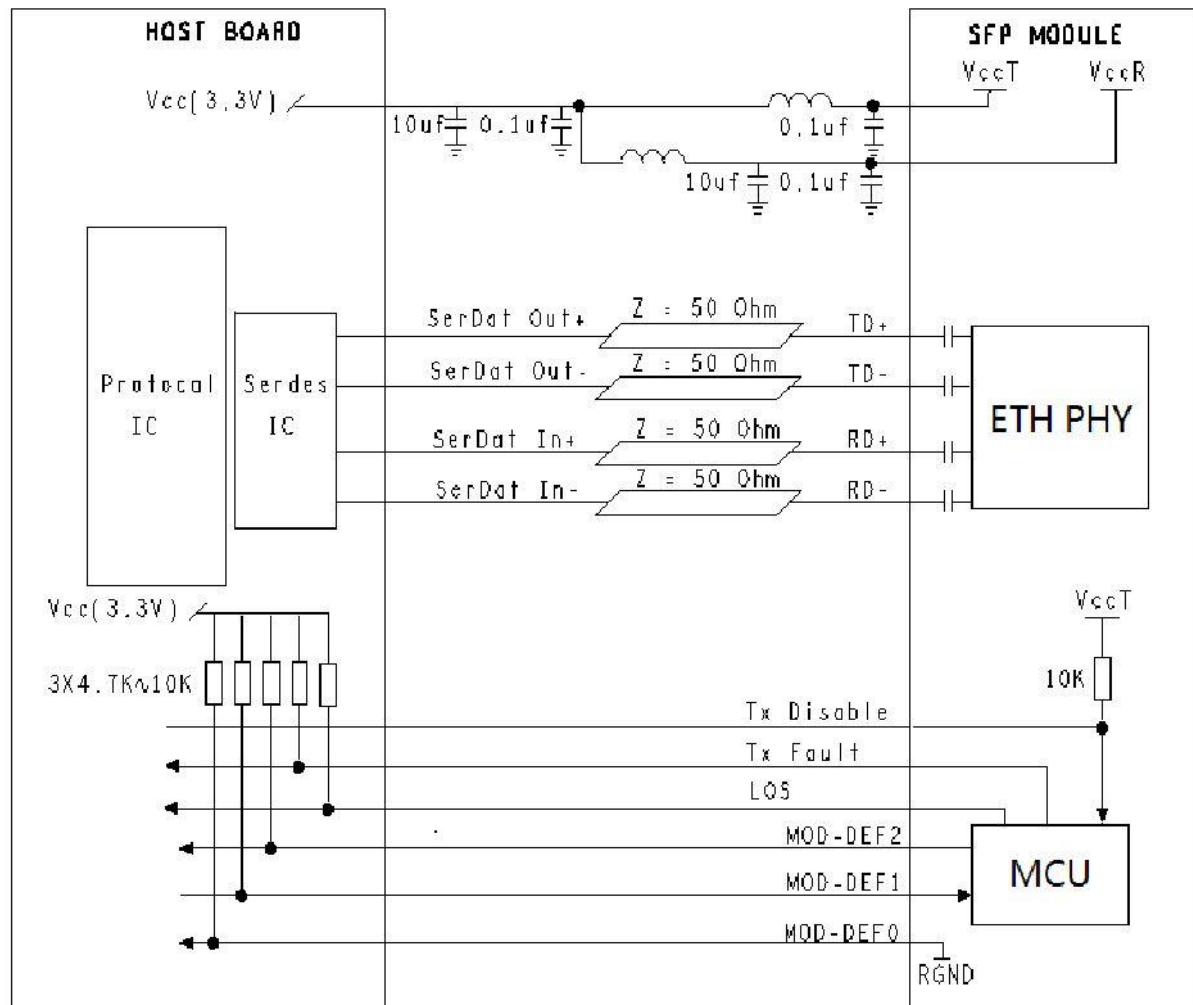 HOST BOARD
SFP MODULE
VccT
VccR
Vcc(3.3V)
10uf
0.1uf
0.1uf
10uf
0.1uf
SerDat Out+
Z = 50 Ohm
TD+
SerDat Out-
Z = 50 Ohm
TD-
Protocal IC
Serdes IC
ETH PHY
SerDat In+
Z = 50 Ohm
RD+
SerDat In-
Z = 50 Ohm
RD-
Vcc(3.3V)
VccT
3X4.TK∿10K
10K
Tx Disable
Tx Fault
LOS
MOD-DEF2
MCU
MOD-DEF1
MOD-DEF0
RGND